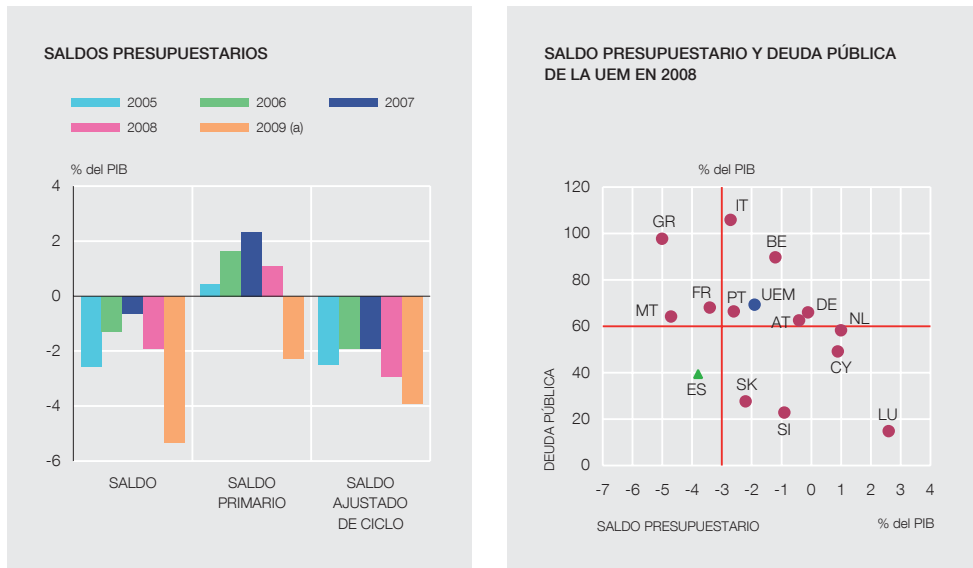 SALDOS PRESUPUESTARIOS
2005
2006
2007
2008
2009 (a)
% del PIB
4
2
0
-2
-4
-6
SALDO
SALDO
PRIMARIO
SALDO
AJUSTADO
DE CICLO
SALDO PRESUPUESTARIO Y DEUDA PÚBLICA
DE LA UEM EN 2008
% del PIB
DEUDA PÚBLICA
120
100
80
60
40
20
0
IT
GR
BE
FR
PT
UEM
DE
MT
AT
NL
CY
ES
SK
SI
LU
-7 -6 -5 -4 -3 -2 -1 0 1 2 3 4
SALDO PRESUPUESTARIO
% del PIB